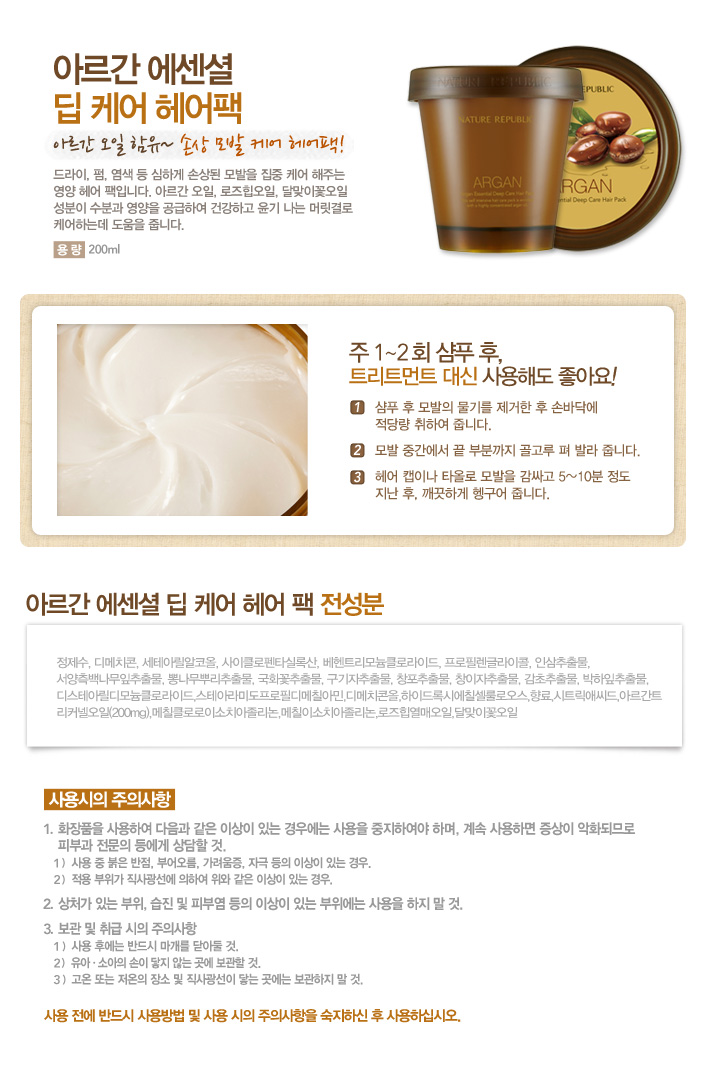 아르간 에센셜
딥 케어 헤어팩
아르간 오일 함유~ 손상 모발 케어 헤어팩!
드라이, 펌, 염색 등 심하게 손상된 모발을 집중 케어 해주는
영양 헤어 팩입니다. 아르간 오일, 로즈힙오일, 달맞이꽃오일
성분이 수분과 영양을 공급하여 건강하고 윤기 나는 머릿결로
케어하는데 도움을 줍니다.
용량 200ml
NATURE REPUBLIC
NATURE REPUBLIC
ARGAN
Essential Deep Care Hair Pack
EPUBLIC
ARGAN
ential Deep Care Hair Pack
주 1~2회 샴푸 후,
트리트먼트 대신 사용해도 좋아요!
1 샴푸 후 모발의 물기를 제거한 후 손바닥에
적당량 취하여 줍니다.
2 모발 중간에서 끝 부분까지 골고루 펴 발라 줍니다.
3 헤어 캡이나 타올로 모발을 감싸고 5~10분 정도
지난 후, 깨끗하게 헹구어 줍니다.
아르간 에센셜 딥 케어 헤어 팩 전성분
정제수, 디메치콘, 세테아릴알코올, 사이클로펜타실록산, 베헨트리모늄클로라이드, 프로필렌글라이콜, 인삼추출물,
서양측백나무잎추출물, 뽕나무뿌리추출물, 국화꽃추출물, 구기자추출물, 창포추출물, 창이자추출물, 감초추출물, 박하잎추출물,
디스테아릴디모늄클로라이드,스테아라미도프로필디메칠아민,디메치콘올,하이드록시에칠셀룰로오스,향료,시트릭애씨드,아르간트
리커넬오일(200mg),메칠클로로이소치아졸리논,메칠이소치아졸리논,로즈힙열매오일,달맞이꽃오일
사용시의 주의사항
1. 화장품을 사용하여 다음과 같은 이상이 있는 경우에는 사용을 중지하여야 하며, 계속 사용하면 증상이 악화되므로
피부과 전문의 등에게 상담할 것.
1) 사용 중 붉은 반점, 부어오름, 가려움증, 자극 등의 이상이 있는 경우.
2) 적용 부위가 직사광선에 의하여 위와 같은 이상이 있는 경우.
2. 상처가 있는 부위, 습진 및 피부염 등의 이상이 있는 부위에는 사용을 하지 말 것.
3. 보관 및 취급 시의 주의사항
1) 사용 후에는 반드시 마개를 닫아둘 것.
2) 유아·소아의 손이 닿지 않는 곳에 보관할 것.
3) 고온 또는 저온의 장소 및 직사광선이 닿는 곳에는 보관하지 말 것.
사용 전에 반드시 사용방법 및 사용 시의 주의사항을 숙지하신 후 사용하십시오.